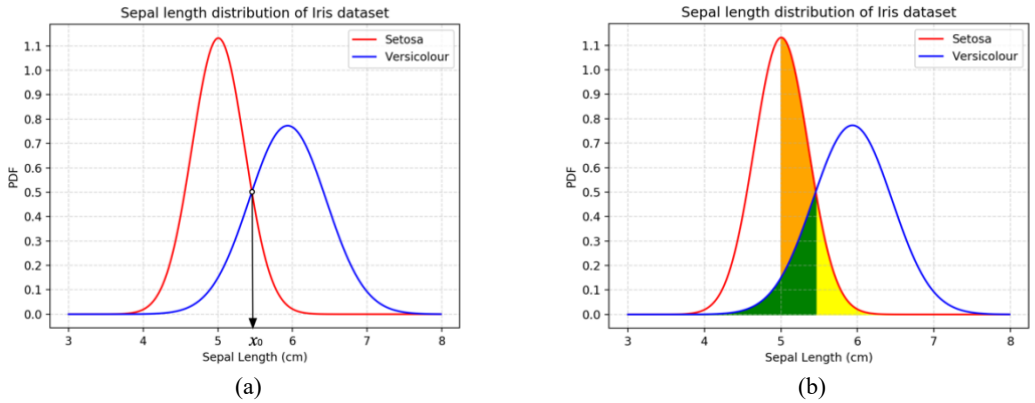 Sepal length distribution of Iris dataset
Setosa
Versicolour
PDF
1.1
1.0
0.9
0.8
0.7
0.6
0.5
0.4
0.3
0.2
0.1
0.0
3 4 5 6 7 8
x₀
Sepal Length (cm)
(a)
Sepal length distribution of Iris dataset
Setosa
Versicolour
PDF
1.1
1.0
0.9
0.8
0.7
0.6
0.5
0.4
0.3
0.2
0.1
0.0
3 4 5 6 7 8
Sepal Length (cm)
(b)